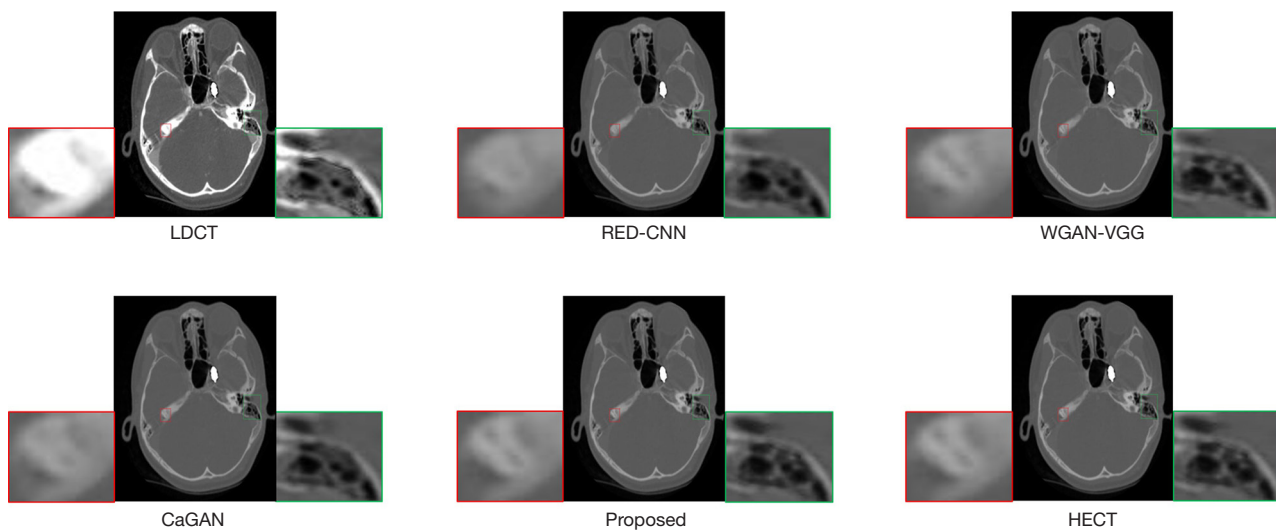 LDCT
RED-CNN
WGAN-VGG
CaGAN
Proposed
HECT